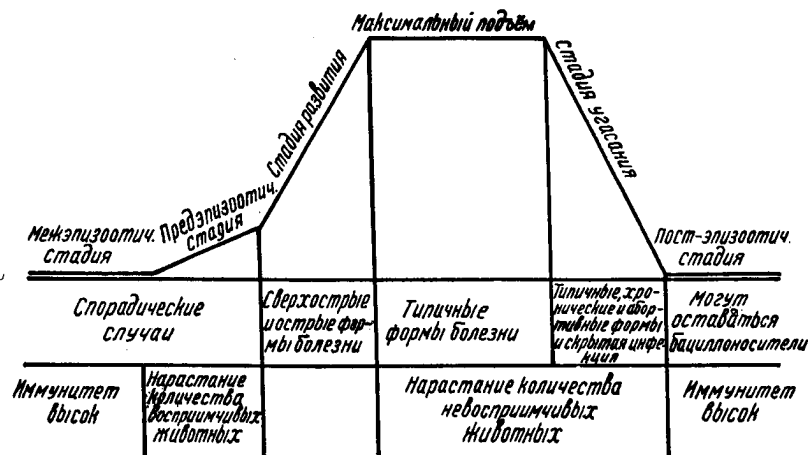 Максимальный подъём
Стадия развития
Стадия угасания
Предэпизоотич.
стадия
Межэпизоотич.
стадия
Пост-эпизоотич.
стадия
Спорадические
случаи
Сверхострые
и острые фор-
мы болезни
Типичные
формы болезни
Типичные, хро-
нические и абор-
тивные формы
и скрытая инфе-
кция
Могут
оставаться
бациллоносители
Иммунитет
высок
Нарастание
количества
восприимчивых
животных
Нарастание количества
невосприимчивых
животных
Иммунитет
высок